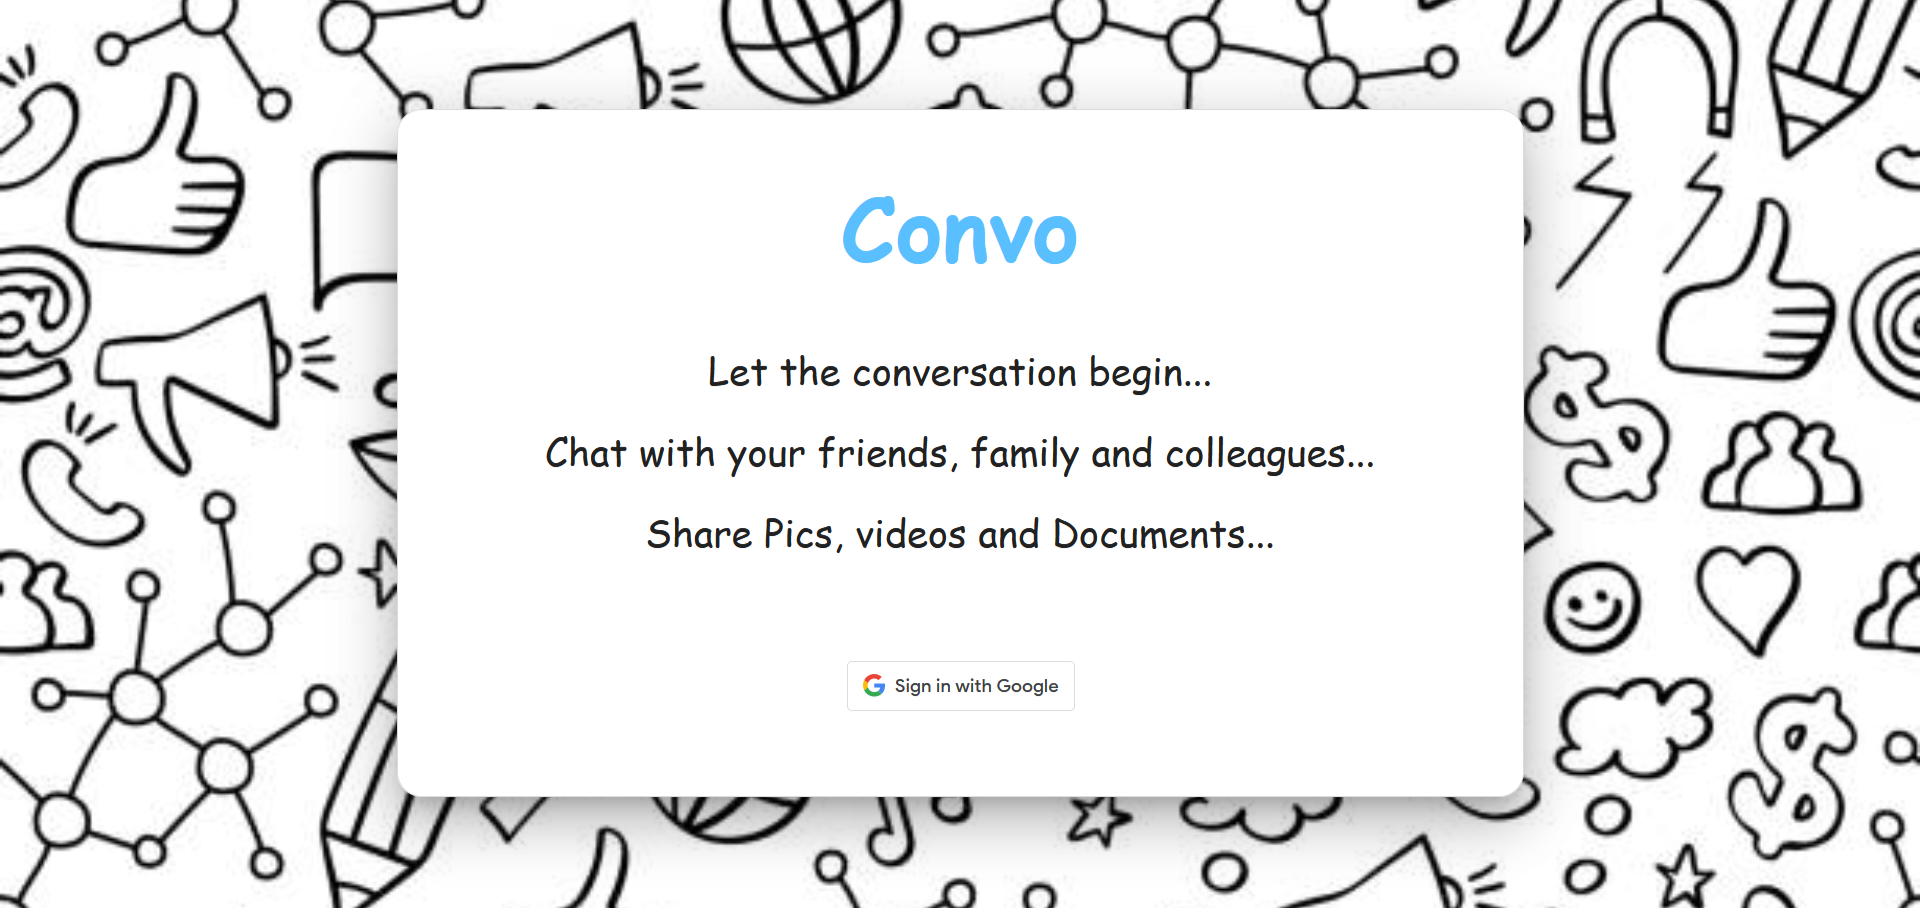 Convo
Let the conversation begin...
Chat with your friends, family and colleagues...
Share Pics, videos and Documents...
Sign in with Google